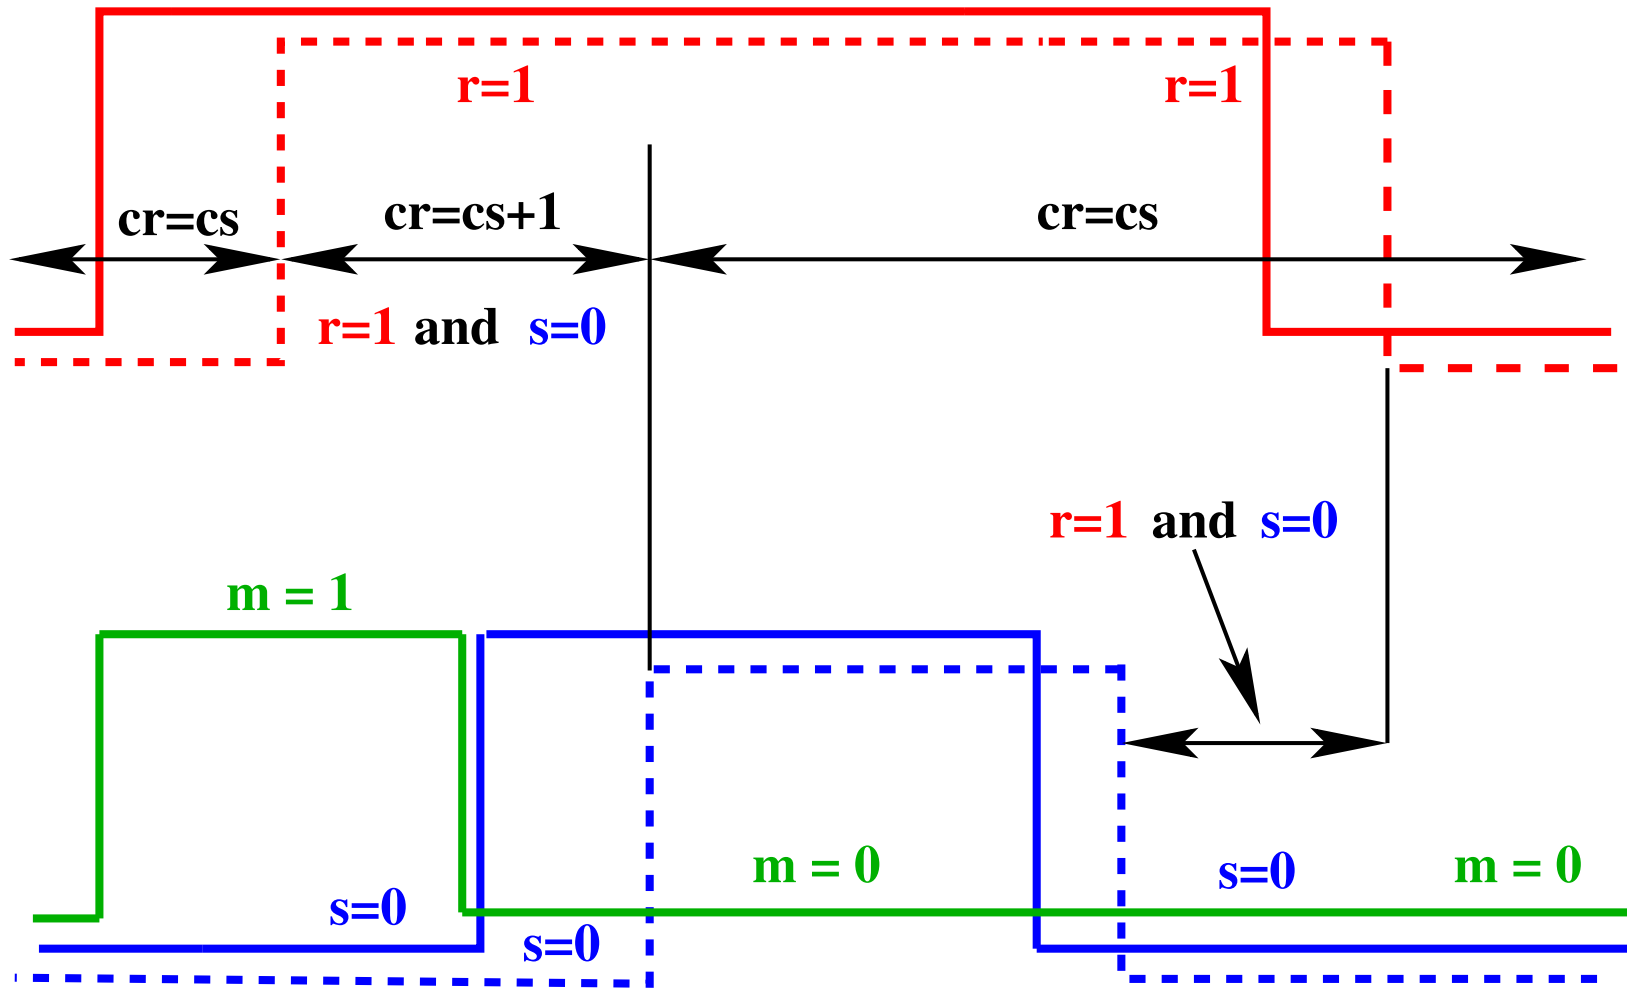 r=1 r=1
cr=cs cr=cs+1 cr=cs
r=1 and s=0
r=1 and s=0
m = 1
m = 0 s=0 m = 0
s=0
s=0